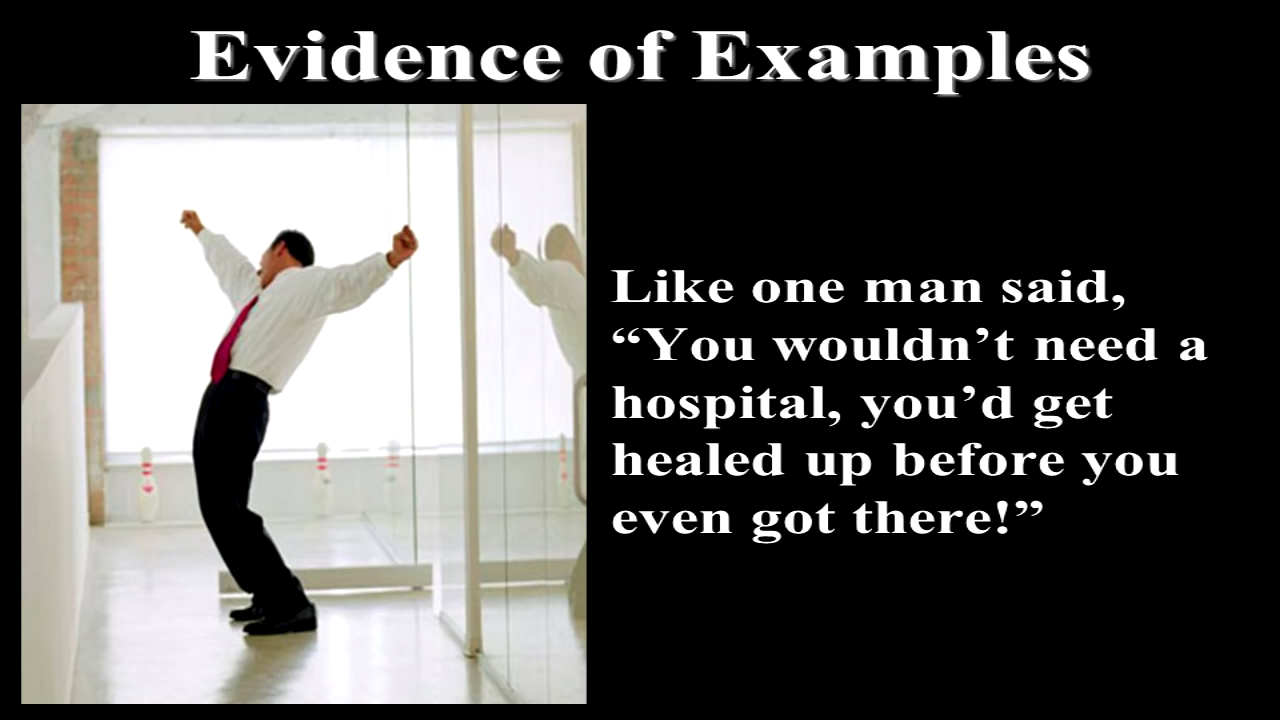 Evidence of Examples
Like one man said,
“You wouldn’t need a
hospital, you’d get
healed up before you
even got there!”